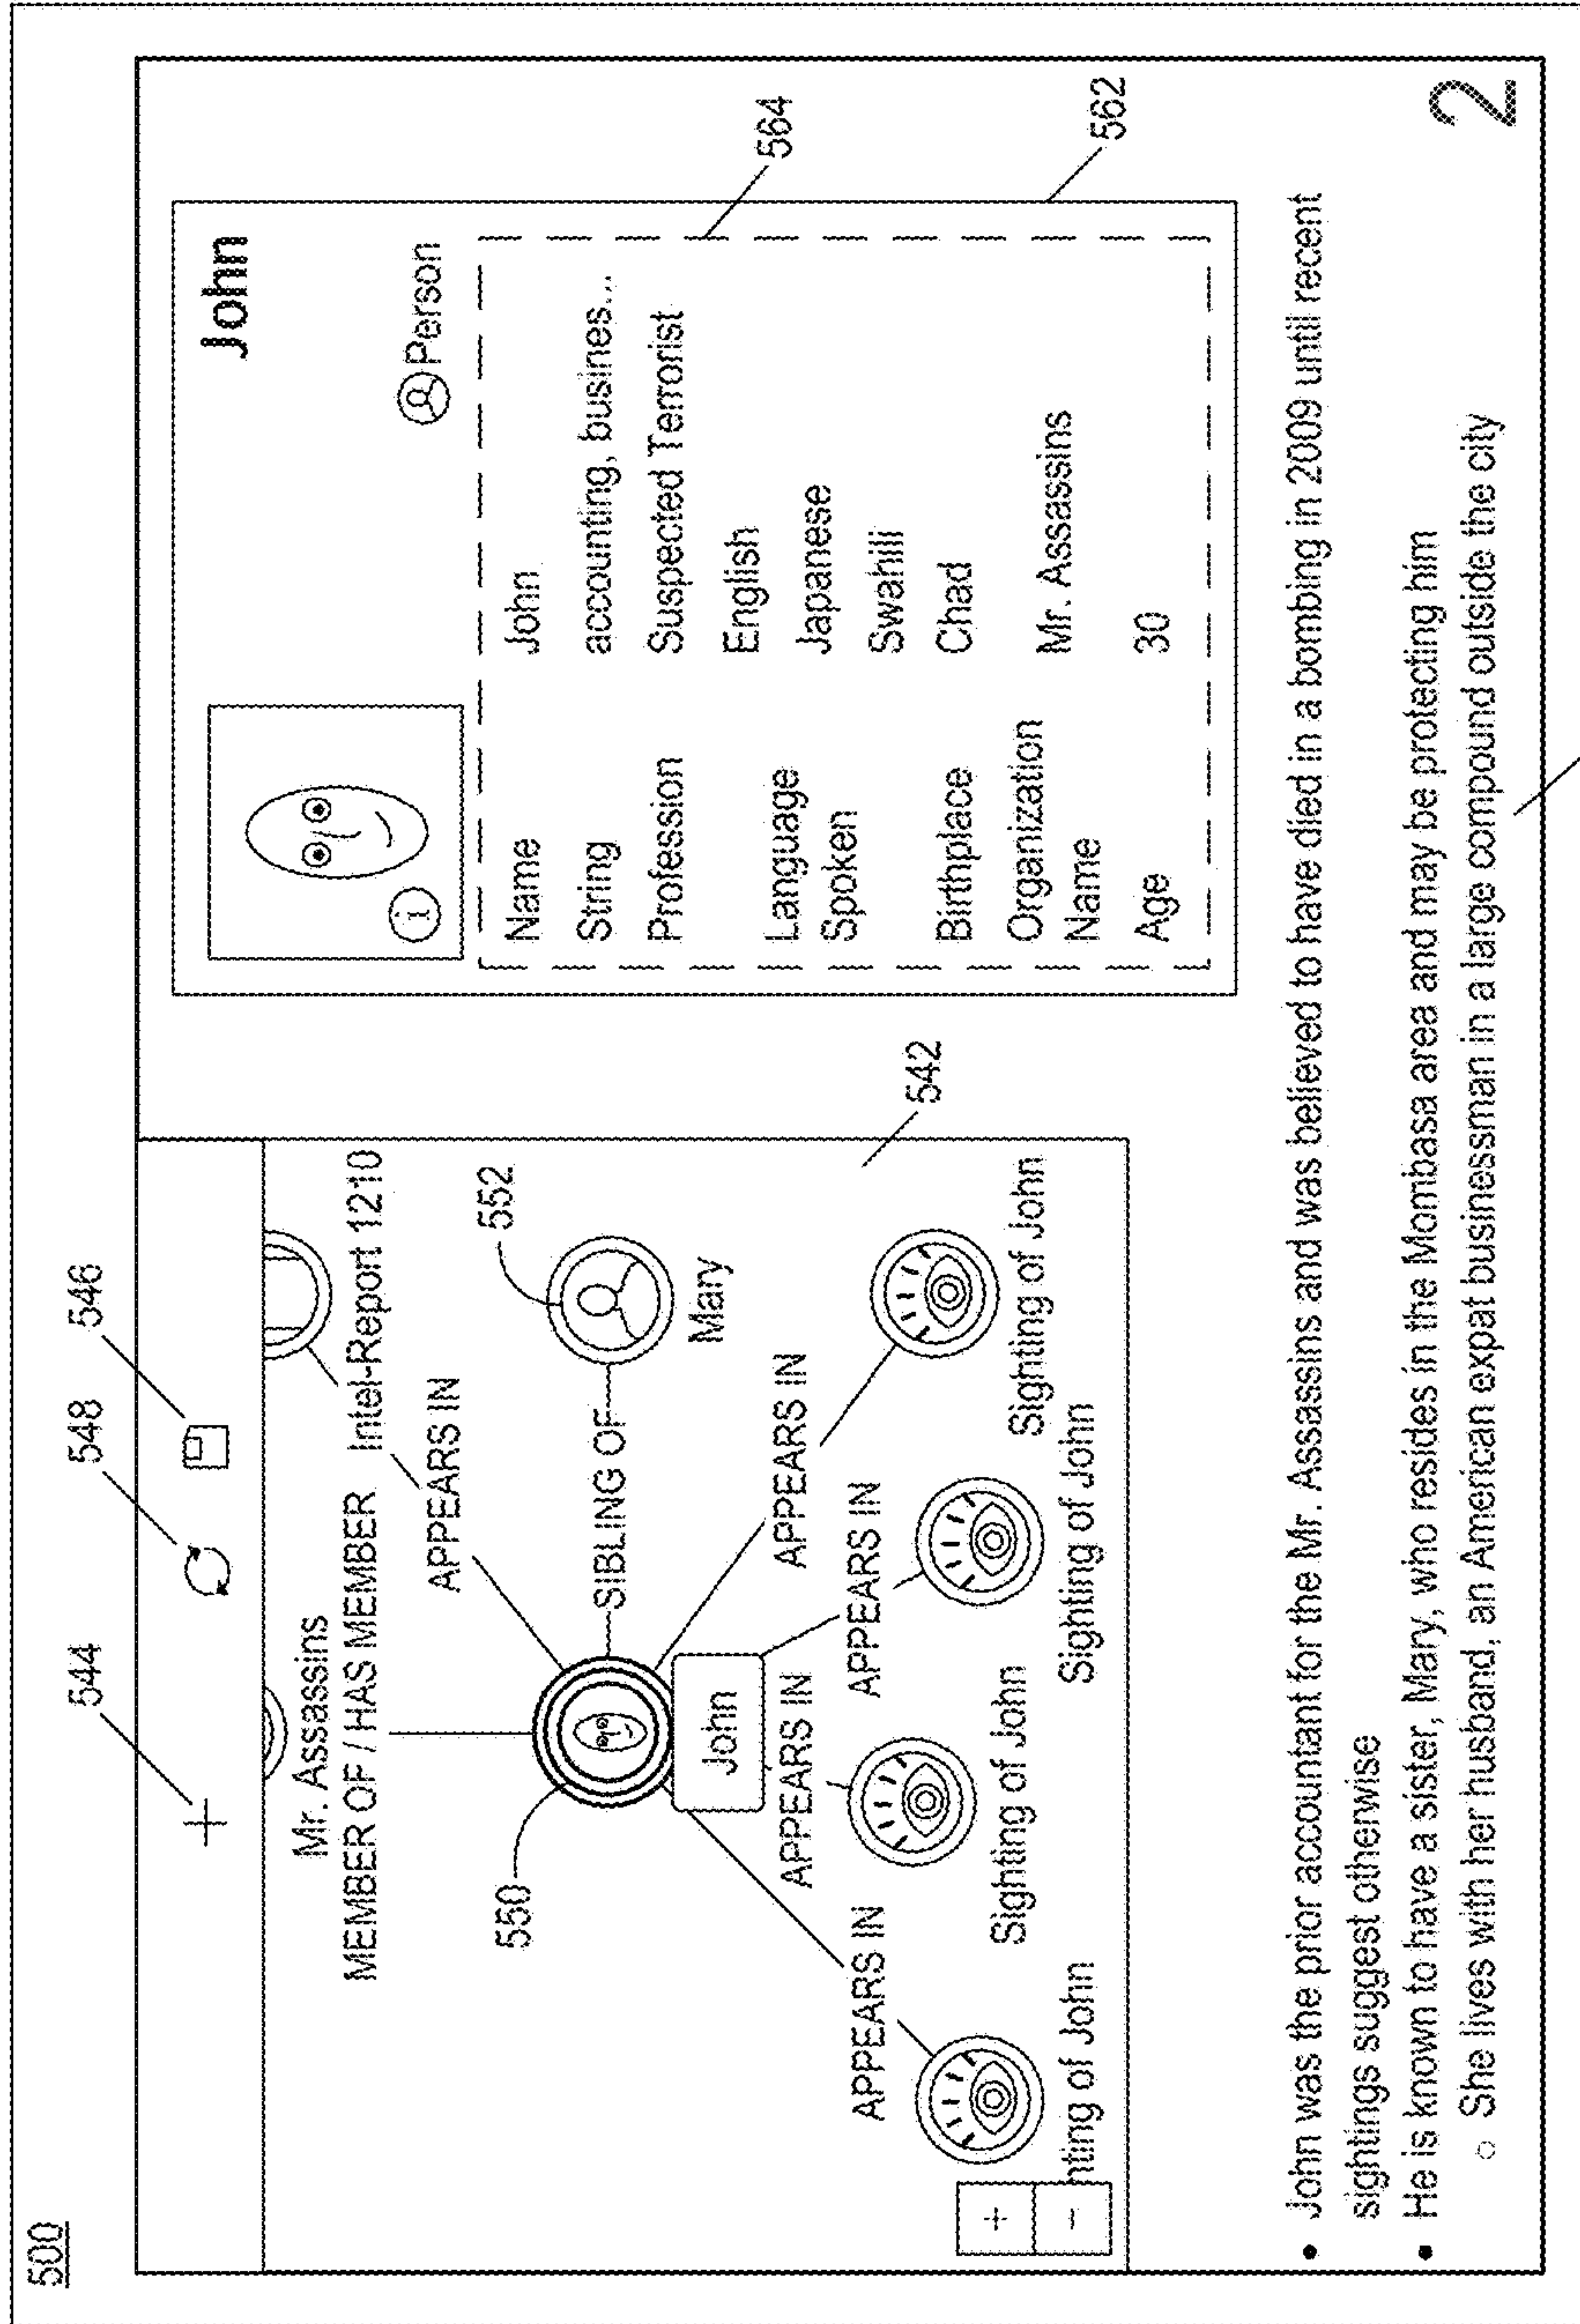 500
544
548
546
Mr. Assassins
MEMBER OF / HAS MEMBER
Intel-Report 1210
APPEARS IN
550
552
SIBLING OF
Mary
John
APPEARS IN
APPEARS IN
APPEARS IN
APPEARS IN
Sighting of John
Sighting of John
Sighting of John
hting of John
+
-
542
John
i
Person
Name John
String accounting, busines...
Profession Suspected Terrorist
Language English
Spoken Japanese
Swahili
Birthplace Chad
Organization
Name Mr. Assassins
Age 30
564
562
• John was the prior accountant for the Mr. Assassins and was believed to have died in a bombing in 2009 until recent
sightings suggest otherwise
• He is known to have a sister, Mary, who resides in the Mombasa area and may be protecting him
○ She lives with her husband, an American expat businessman in a large compound outside the city
2